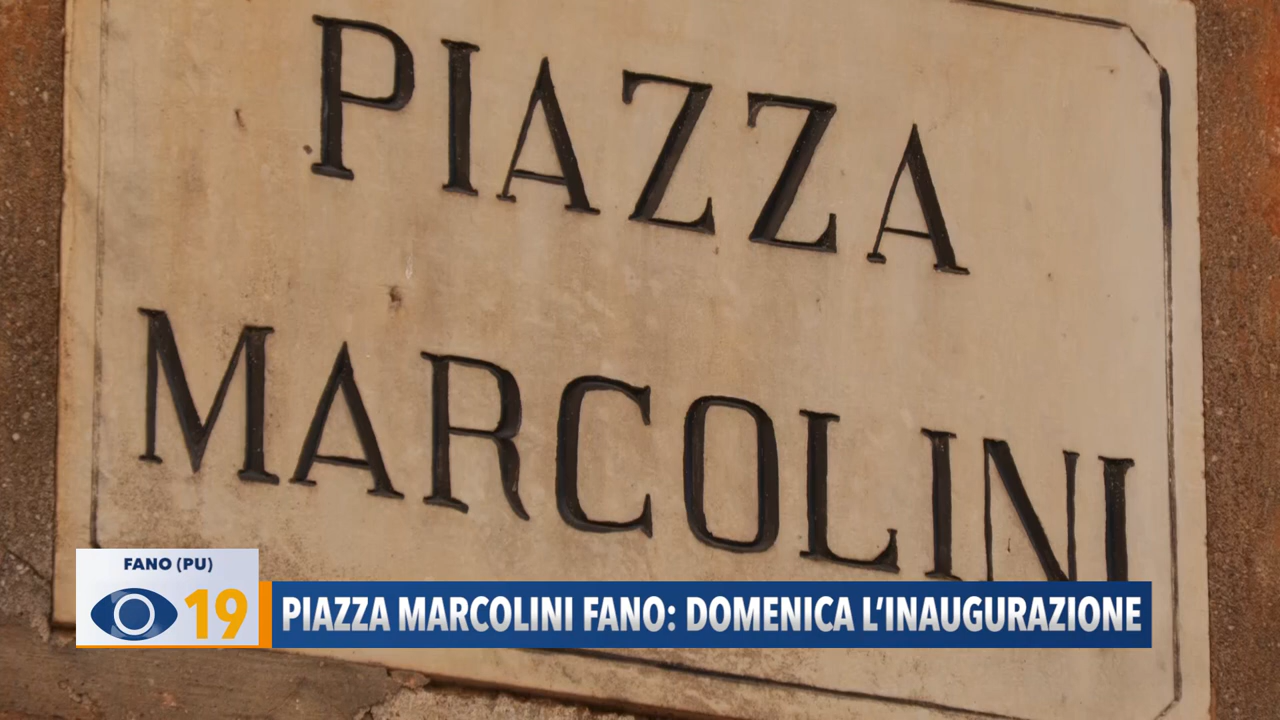 PIAZZA
MARCOLINI
FANO (PU)
19
PIAZZA MARCOLINI FANO: DOMENICA L'INAUGURAZIONE